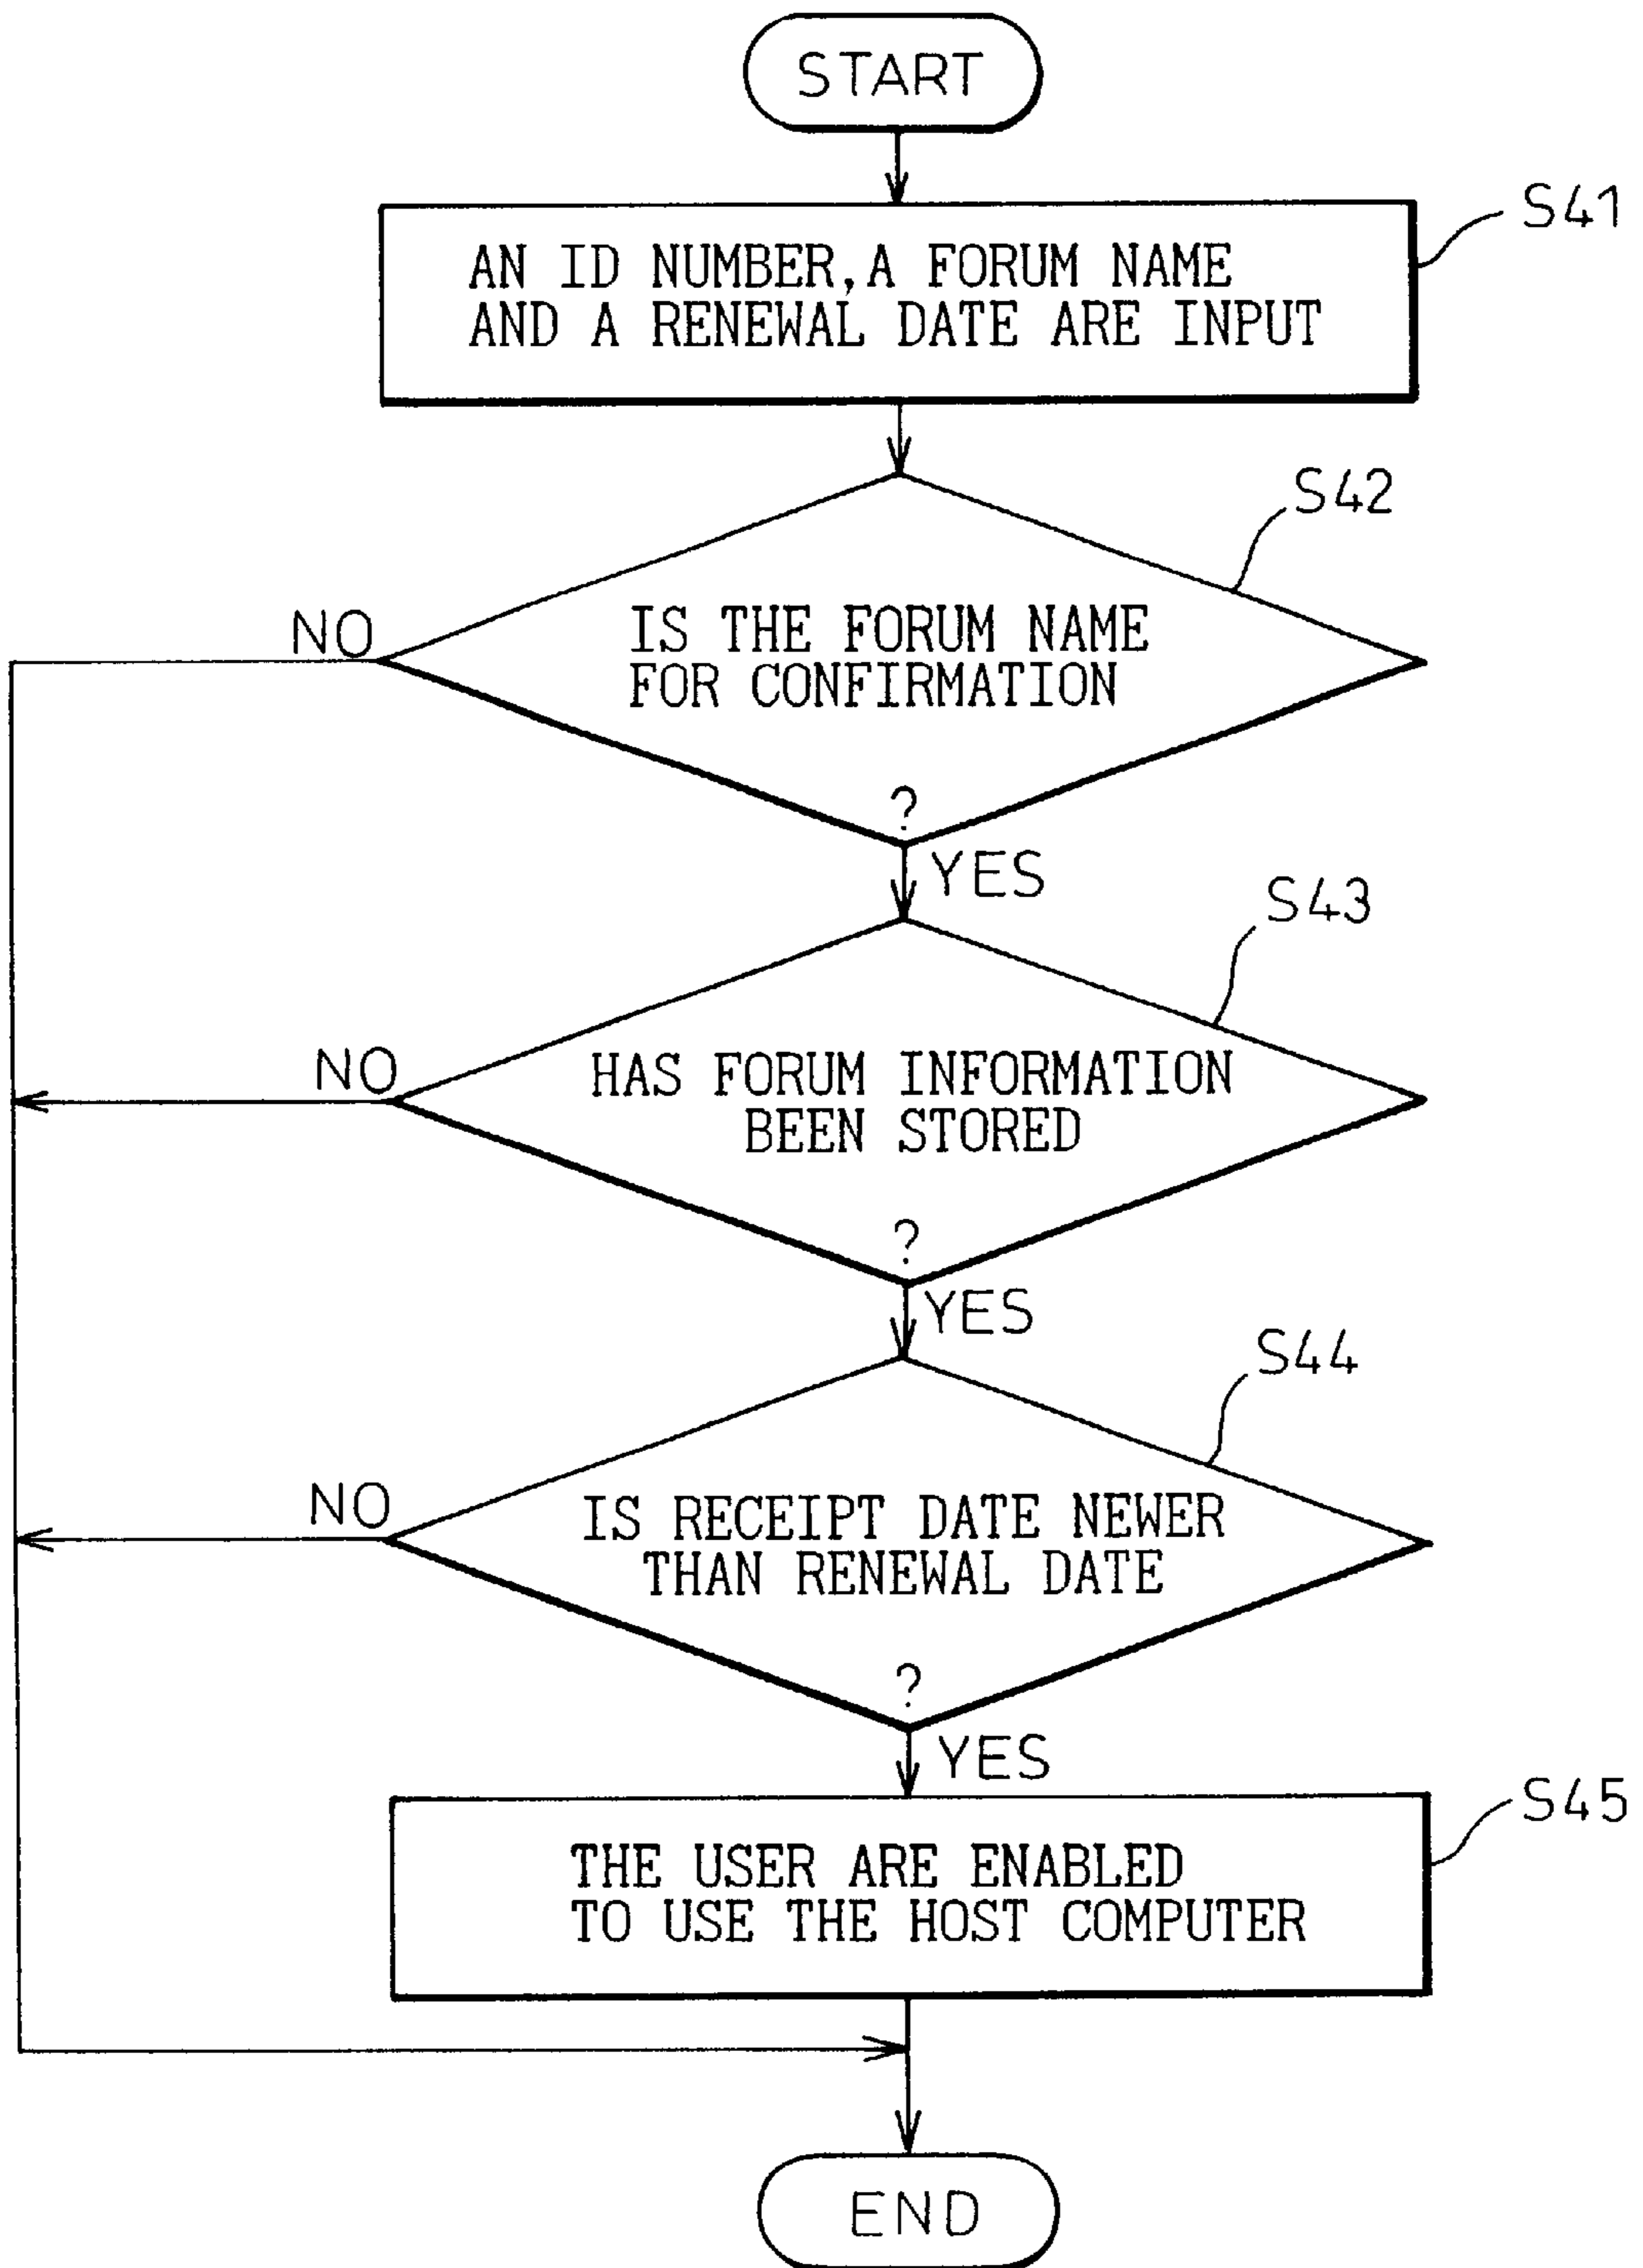 START
S41
AN ID NUMBER, A FORUM NAME
AND A RENEWAL DATE ARE INPUT
S42
NO
IS THE FORUM NAME
FOR CONFIRMATION
?
YES
S43
NO
HAS FORUM INFORMATION
BEEN STORED
?
YES
S44
NO
IS RECEIPT DATE NEWER
THAN RENEWAL DATE
?
YES
S45
THE USER ARE ENABLED
TO USE THE HOST COMPUTER
END